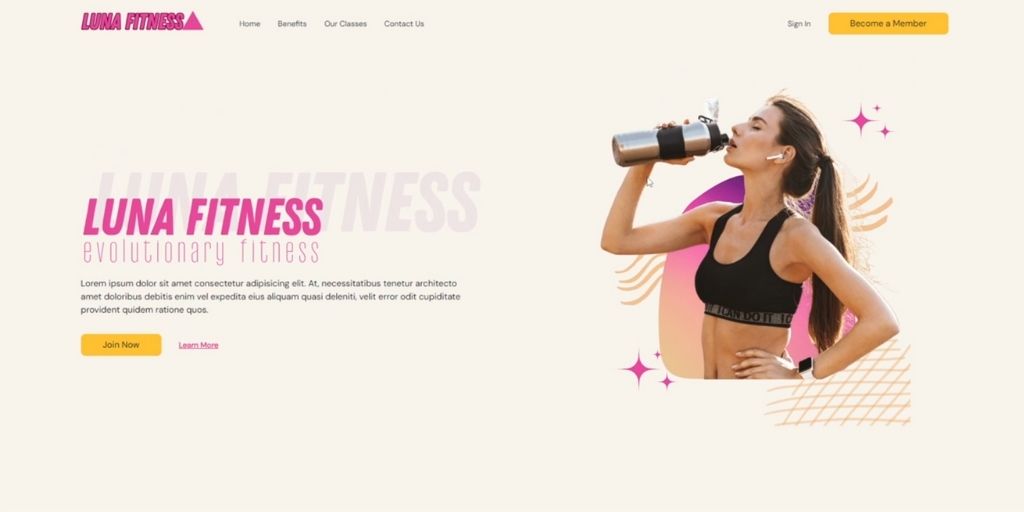 LUNA FITNESS
Home Benefits Our Classes Contact Us
Sign In Become a Member
LUNA FITNESS
LUNA FITNESS
evolutionary fitness
Lorem ipsum dolor sit amet consectetur adipisicing elit. At, necessitatibus tenetur architecto
amet doloribus debitis enim vel expedita eius aliquam quasi deleniti, velit error odit cupiditate
provident quidem ratione quos.
Join Now Learn More
I CAN DO IT